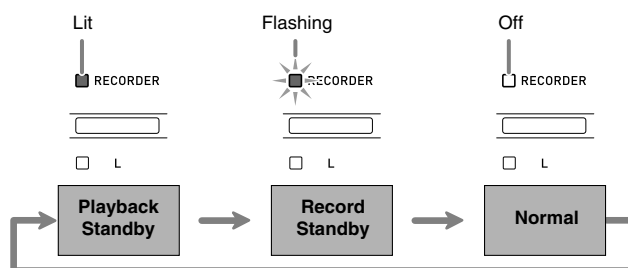 Lit
Flashing
Off
RECORDER
RECORDER
RECORDER
L
L
L
Playback
Standby
Record
Standby
Normal